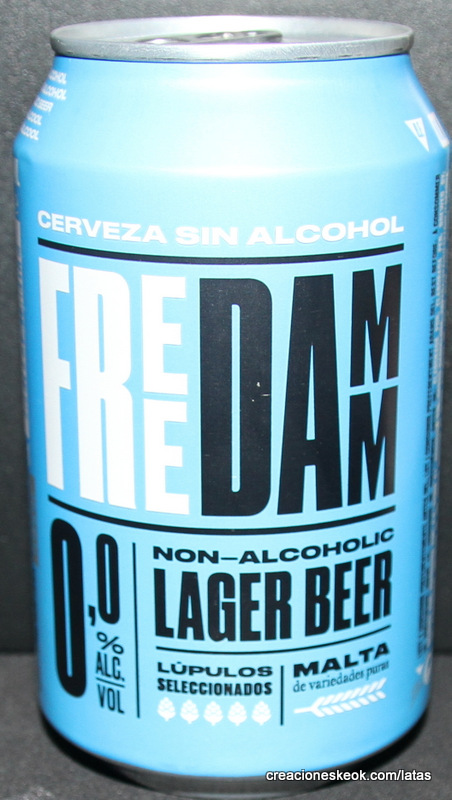 CERVEZA SIN ALCOHOL
FREE DAMM
0,0
% ALC.
VOL
NON-ALCOHOLIC
LAGER BEER
LÚPULOS
SELECCIONADOS
MALTA
de variedades puras
creacioneskeok.com/latas